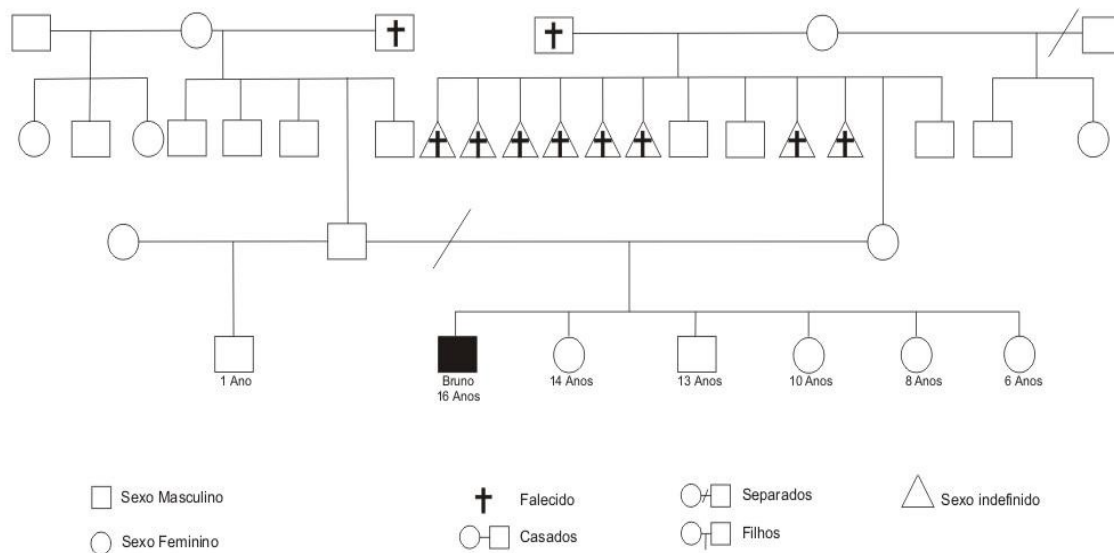 1 Ano
Bruno
16 Anos
14 Anos
13 Anos
10 Anos
8 Anos
6 Anos
Sexo Masculino
Falecido
Separados
Sexo indefinido
Sexo Feminino
Casados
Filhos